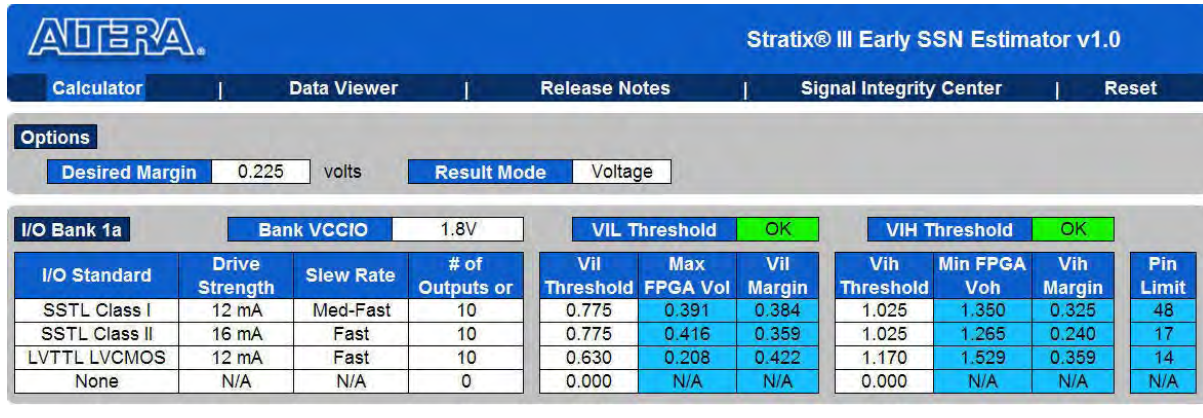 ALTERA®
Stratix® III Early SSN Estimator v1.0
Calculator | Data Viewer | Release Notes | Signal Integrity Center | Reset
Options
Desired Margin 0.225 volts Result Mode Voltage
I/O Bank 1a Bank VCCIO 1.8V VIL Threshold OK VIH Threshold OK
I/O Standard Drive Strength Slew Rate # of Outputs or Vil Threshold Max FPGA Vol Vil Margin Vih Threshold Min FPGA Voh Vih Margin Pin Limit
SSTL Class I 12 mA Med-Fast 10 0.775 0.391 0.384 1.025 1.350 0.325 48
SSTL Class II 16 mA Fast 10 0.775 0.416 0.359 1.025 1.265 0.240 17
LVTTL LVCMOS 12 mA Fast 10 0.630 0.208 0.422 1.170 1.529 0.359 14
None N/A N/A 0 0.000 N/A N/A 0.000 N/A N/A N/A